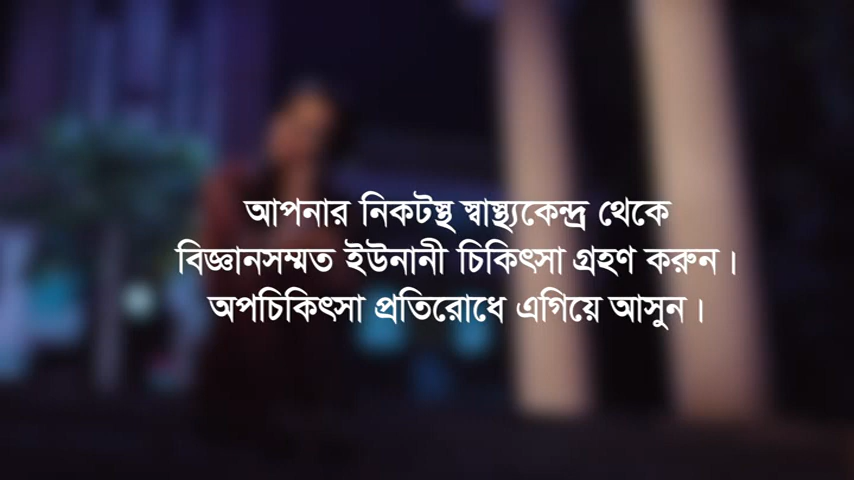 আপনার নিকটস্থ স্বাস্থ্যকেন্দ্র থেকে
বিজ্ঞানসম্মত ইউনানী চিকিৎসা গ্রহণ করুন।
অপচিকিৎসা প্রতিরোধে এগিয়ে আসুন।